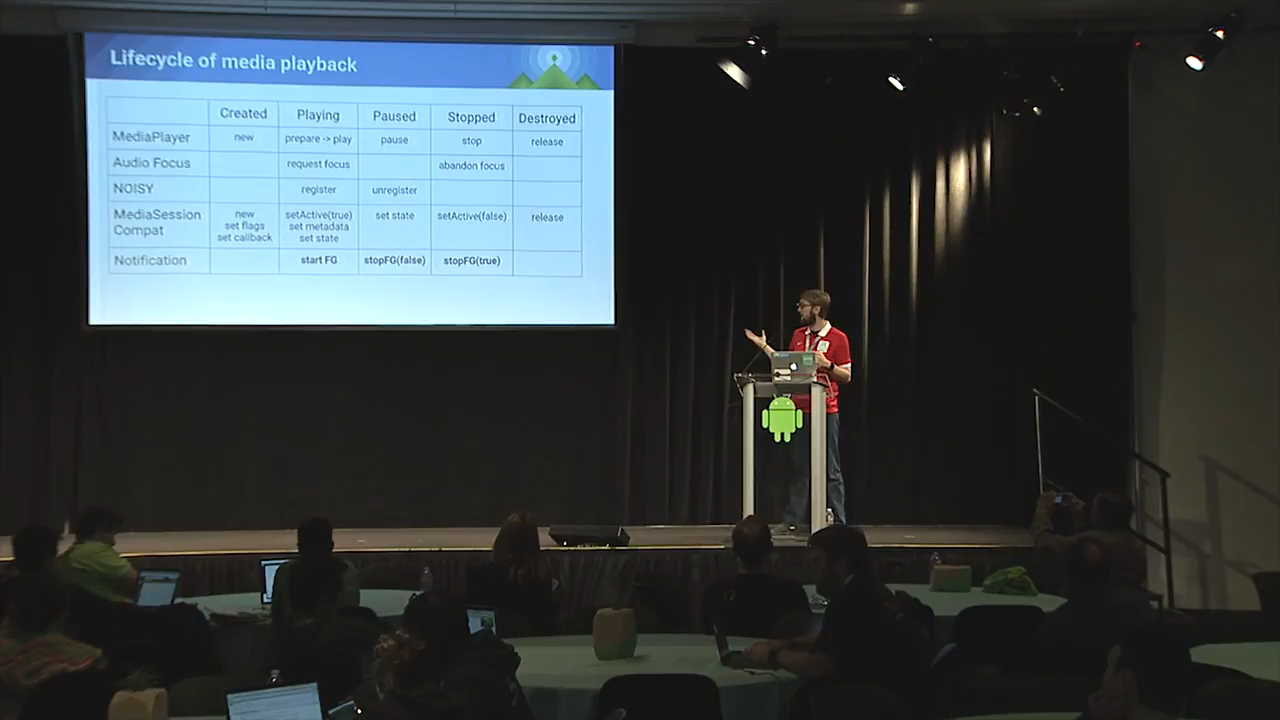 Lifecycle of media playback
Created Playing Paused Stopped Destroyed
MediaPlayer new prepare -> play pause stop release
Audio Focus request focus abandon focus
NOISY register unregister
MediaSession Compat new set flags set callback setActive(true) set metadata set state set state setActive(false) release
Notification start FG stopFG(false) stopFG(true)